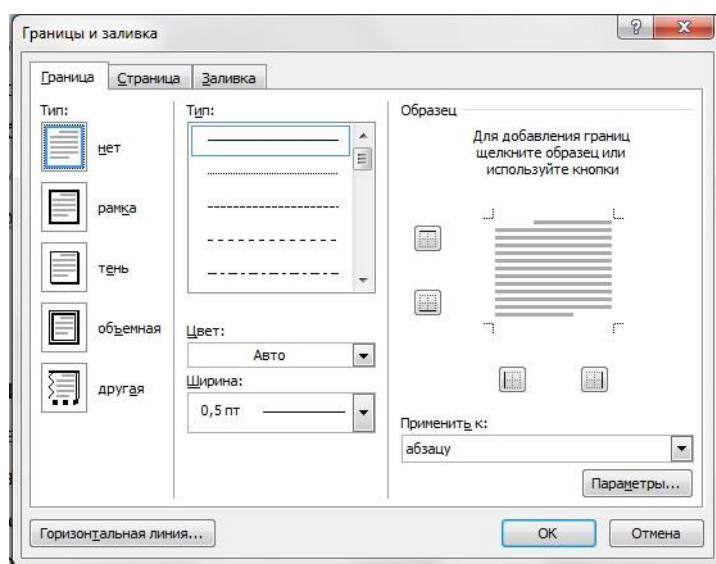 Границы и заливка
Граница
Страница
Заливка
Тип:
нет
рамка
тень
объемная
другая
Тип:
Цвет:
Авто
Ширина:
0,5 пт
Образец
Для добавления границ
щелкните образец или
используйте кнопки
Применить к:
абзацу
Параметры...
Горизонтальная линия...
ОК
Отмена